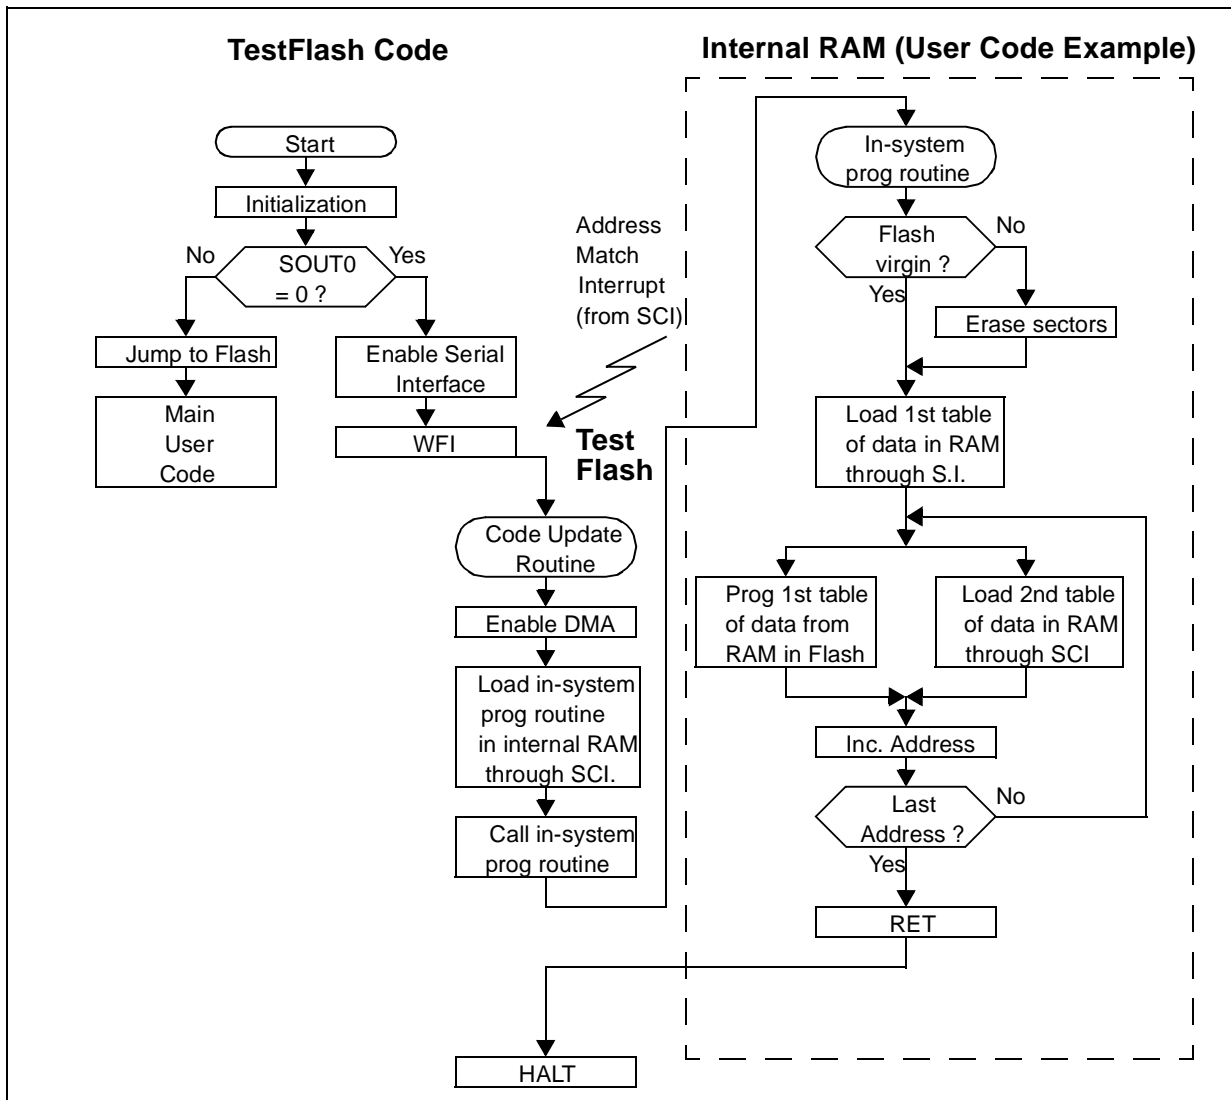 TestFlash Code
Start
Initialization
No
SOUT0
= 0 ?
Yes
Jump to Flash
Main
User
Code
Enable Serial
Interface
WFI
Address
Match
Interrupt
(from SCI)
Test
Flash
Code Update
Routine
Enable DMA
Load in-system
prog routine
in internal RAM
through SCI.
Call in-system
prog routine
HALT
Internal RAM (User Code Example)
In-system
prog routine
Flash
virgin ?
No
Yes
Erase sectors
Load 1st table
of data in RAM
through S.I.
Prog 1st table
of data from
RAM in Flash
Load 2nd table
of data in RAM
through SCI
Inc. Address
Last
Address ?
No
Yes
RET